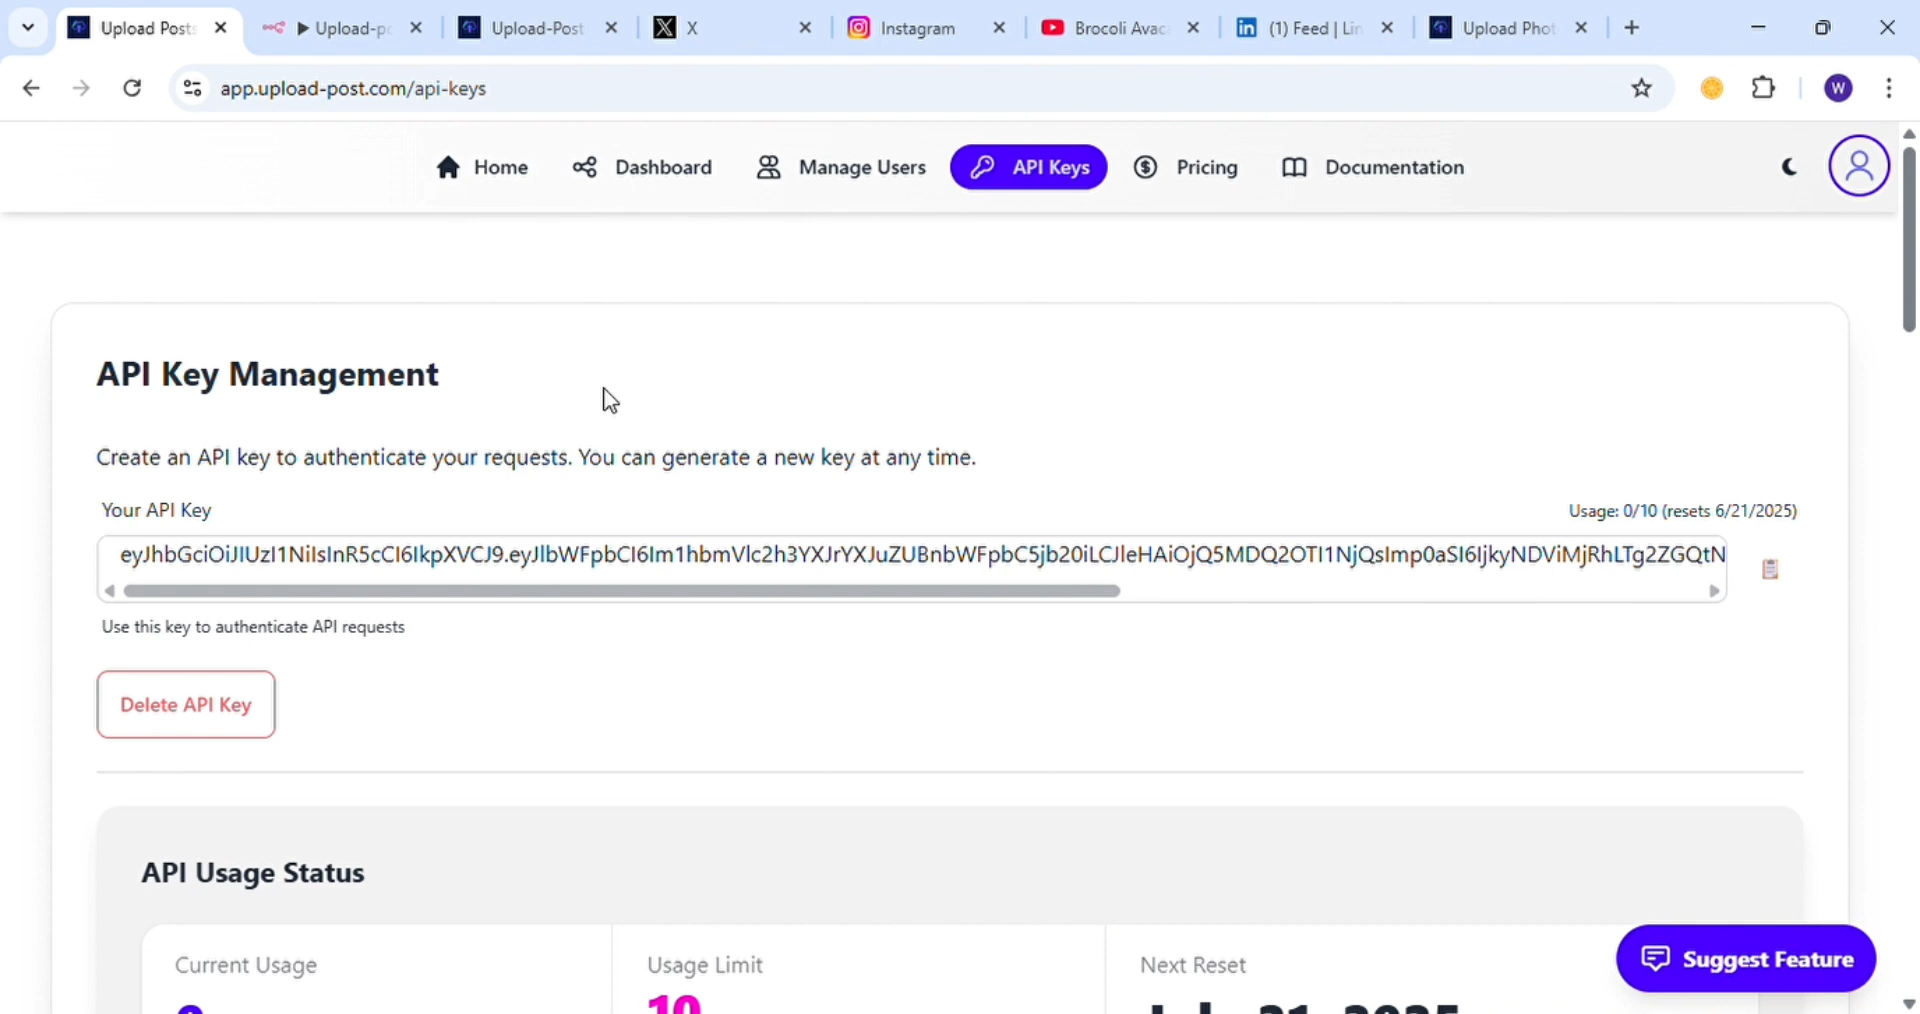 Upload Posts
Upload-po
Upload-Post
X
Instagram
Brocoli Avac
(1) Feed | Lin
Upload Phot
app.upload-post.com/api-keys
W
Home
Dashboard
Manage Users
API Keys
Pricing
Documentation
API Key Management
Create an API key to authenticate your requests. You can generate a new key at any time.
Your API Key
Usage: 0/10 (resets 6/21/2025)
eyJhbGciOiJIUzI1NiIsInR5cCI6IkpXVCJ9.eyJlbWFpbCI6Im1hbmVlc2h3YXJrYXJuZUBnbWFpbC5jb20iLCJleHAiOjQ5MDQ2OTI1NjQsImp0aSI6IjkyNDViMjRhLTg2ZGQtN
Use this key to authenticate API requests
Delete API Key
API Usage Status
Current Usage
Usage Limit
Next Reset
10
Suggest Feature